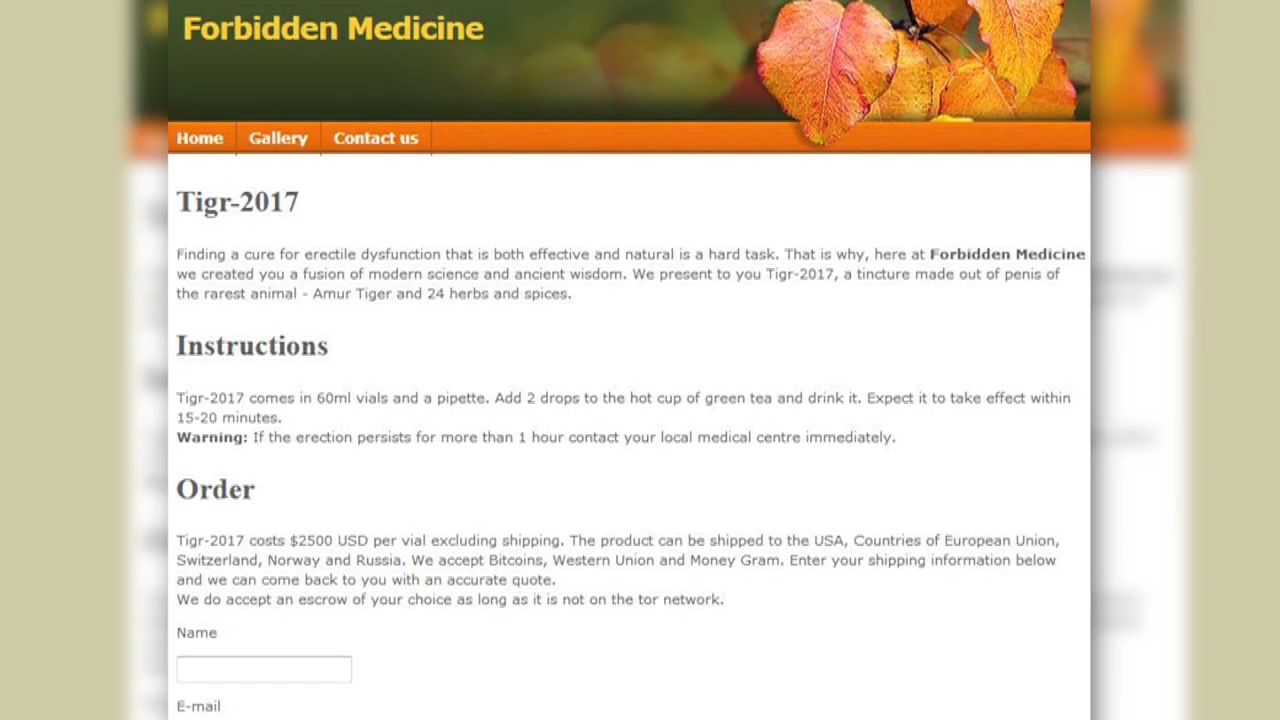 Forbidden Medicine
Home Gallery Contact us
Tigr-2017
Finding a cure for erectile dysfunction that is both effective and natural is a hard task. That is why, here at Forbidden Medicine
we created you a fusion of modern science and ancient wisdom. We present to you Tigr-2017, a tincture made out of penis of
the rarest animal - Amur Tiger and 24 herbs and spices.
Instructions
Tigr-2017 comes in 60ml vials and a pipette. Add 2 drops to the hot cup of green tea and drink it. Expect it to take effect within
15-20 minutes.
Warning: If the erection persists for more than 1 hour contact your local medical centre immediately.
Order
Tigr-2017 costs $2500 USD per vial excluding shipping. The product can be shipped to the USA, Countries of European Union,
Switzerland, Norway and Russia. We accept Bitcoins, Western Union and Money Gram. Enter your shipping information below
and we can come back to you with an accurate quote.
We do accept an escrow of your choice as long as it is not on the tor network.
Name
E-mail